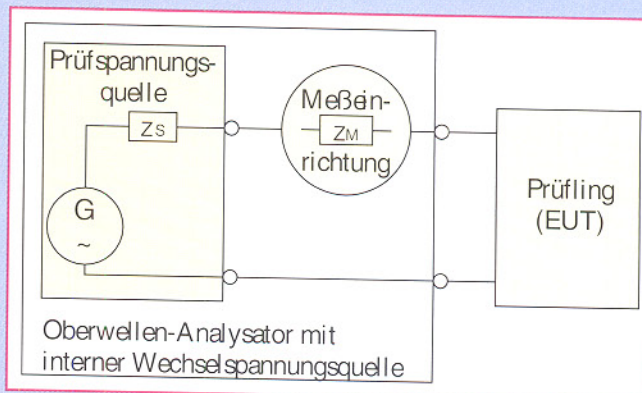 Prüfspannungs-
quelle
ZS
G
~
Meßein-
ZM
richtung
Prüfling
(EUT)
Oberwellen-Analysator mit
interner Wechselspannungsquelle